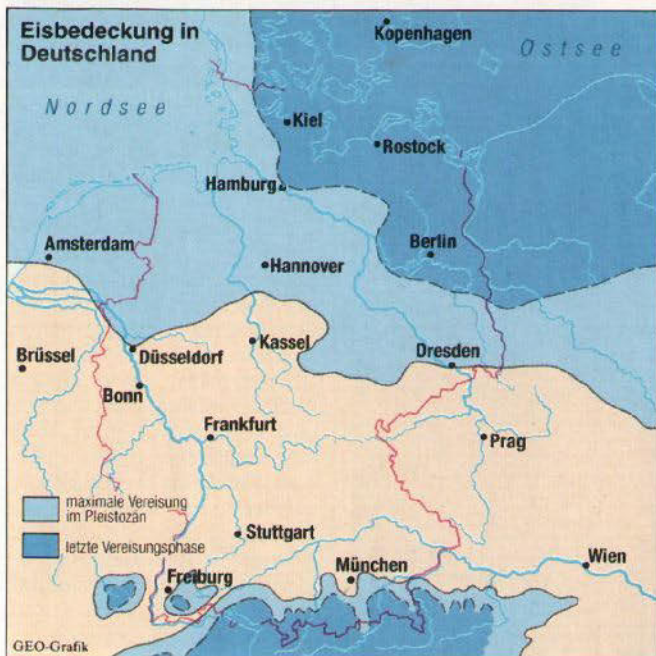 Eisbedeckung in
Deutschland
Kopenhagen
Ostsee
Nordsee
Kiel
Rostock
Hamburg
Amsterdam
Hannover
Berlin
Brüssel
Düsseldorf
Kassel
Dresden
Bonn
Frankfurt
Prag
maximale Vereisung
im Pleistozän
letzte Vereisungsphase
Stuttgart
Freiburg
München
Wien
GEO-Grafik